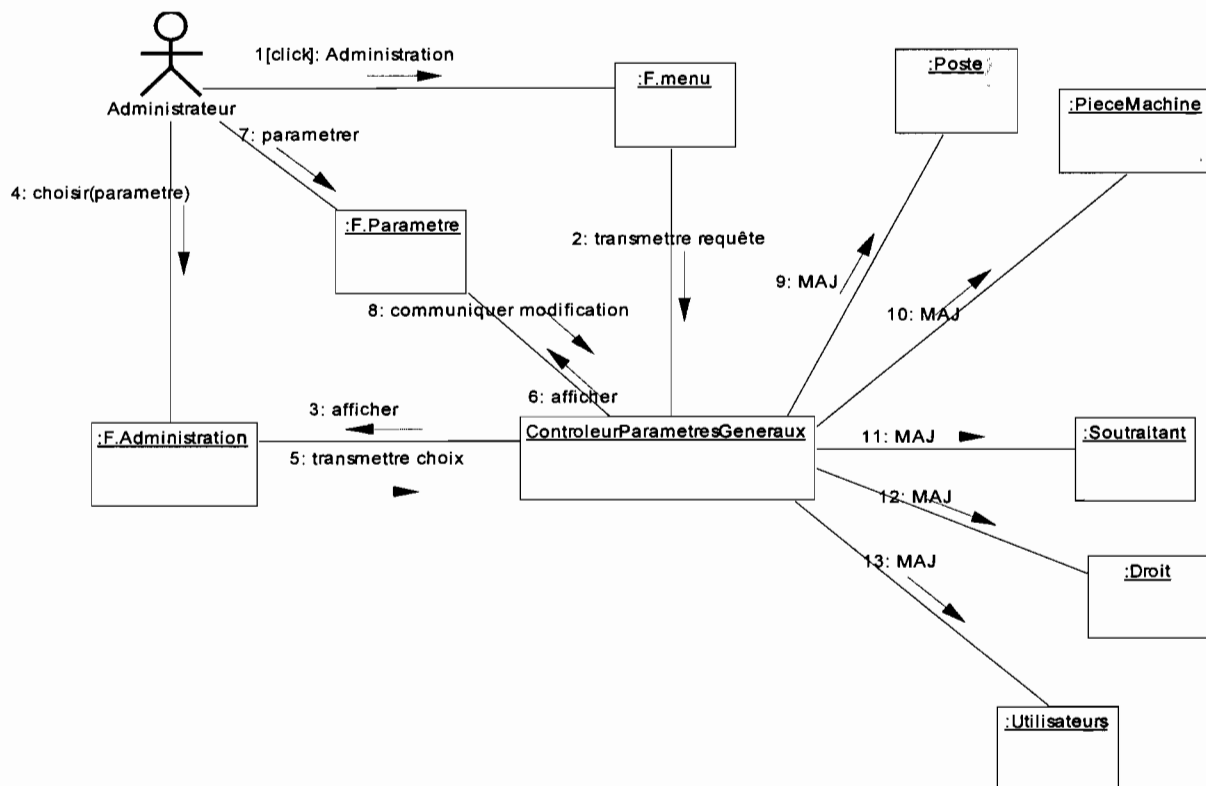 1[click]: Administration
:F.menu
:Poste
:PieceMachine
Administrateur
7: parametrer
4: choisir(parametre)
:F.Parametre
2: transmettre requête
9: MAJ
10: MAJ
8: communiquer modification
6: afficher
3: afficher
:F.Administration
ControleurParametresGeneraux
11: MAJ
:Soutraitant
5: transmettre choix
12: MAJ
13: MAJ
:Droit
:Utilisateurs